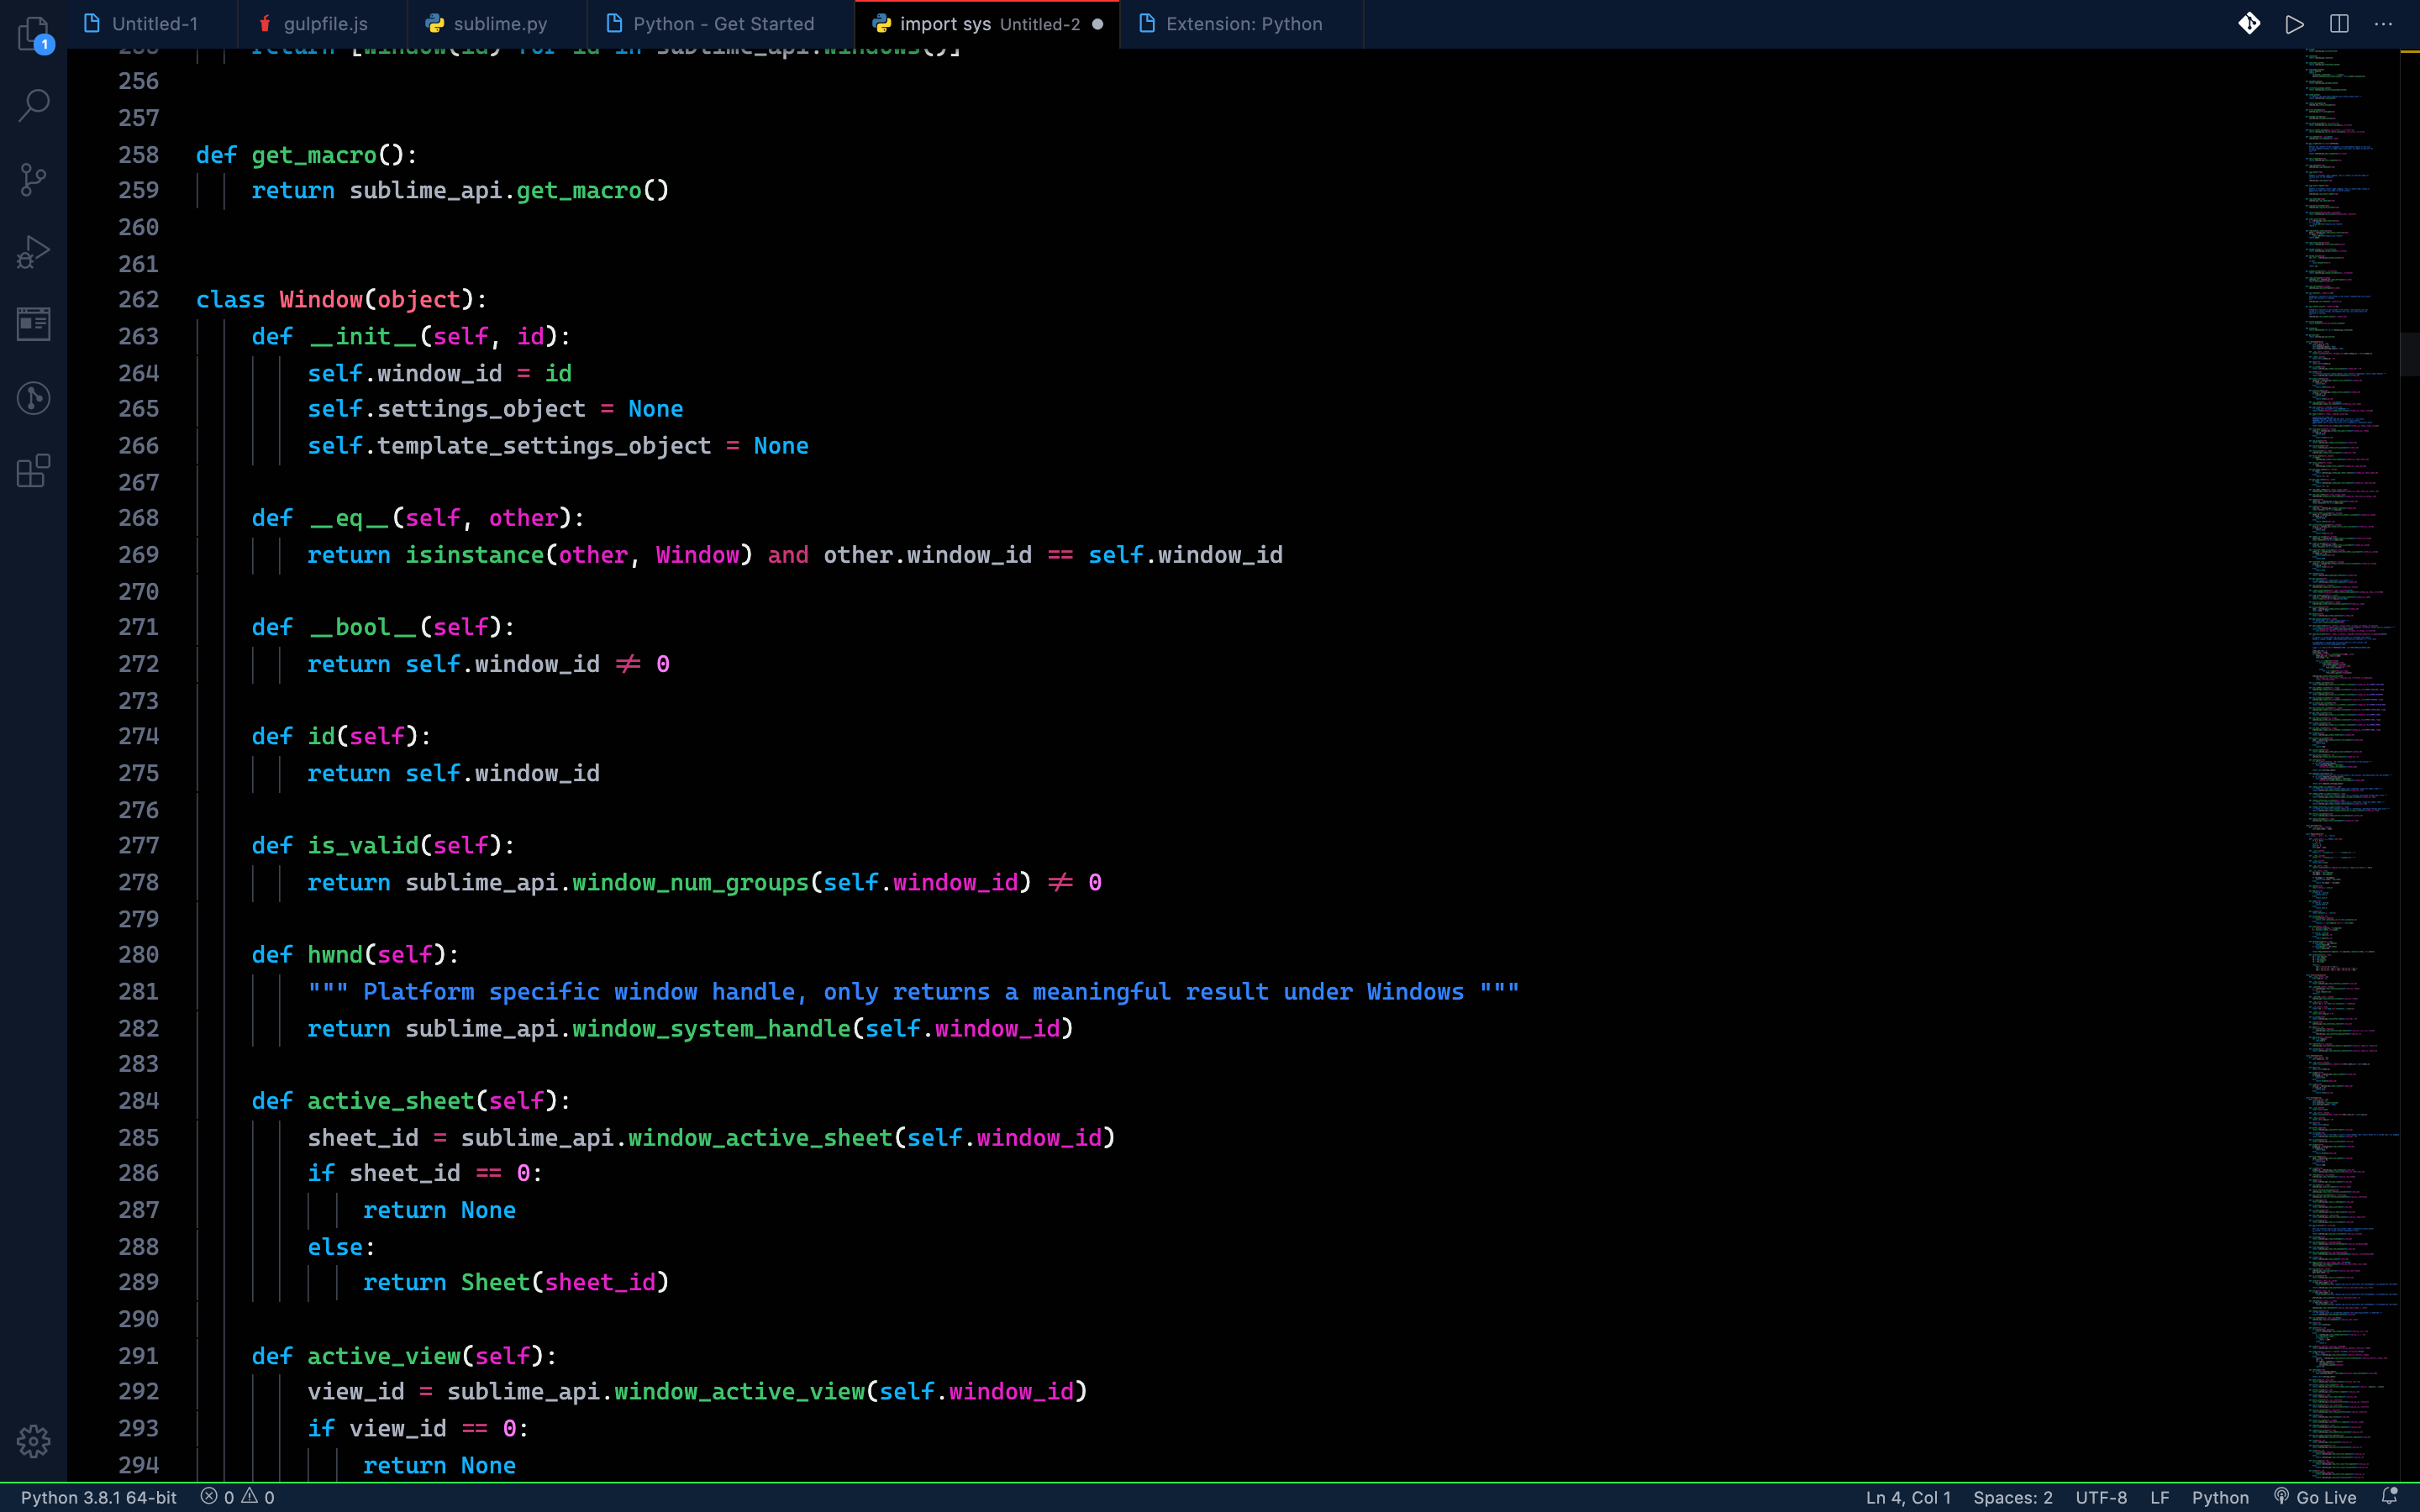 1
Untitled-1
gulpfile.js
sublime.py
Python - Get Started
import sys Untitled-2
Extension: Python
return [Window(id) for id in sublime_api.windows()]
256
257
258 def get_macro():
259 return sublime_api.get_macro()
260
261
262 class Window(object):
263 def __init__(self, id):
264 self.window_id = id
265 self.settings_object = None
266 self.template_settings_object = None
267
268 def __eq__(self, other):
269 return isinstance(other, Window) and other.window_id == self.window_id
270
271 def __bool__(self):
272 return self.window_id ≠ 0
273
274 def id(self):
275 return self.window_id
276
277 def is_valid(self):
278 return sublime_api.window_num_groups(self.window_id) ≠ 0
279
280 def hwnd(self):
281 """ Platform specific window handle, only returns a meaningful result under Windows """
282 return sublime_api.window_system_handle(self.window_id)
283
284 def active_sheet(self):
285 sheet_id = sublime_api.window_active_sheet(self.window_id)
286 if sheet_id == 0:
287 return None
288 else:
289 return Sheet(sheet_id)
290
291 def active_view(self):
292 view_id = sublime_api.window_active_view(self.window_id)
293 if view_id == 0:
294 return None
Python 3.8.1 64-bit 0 0 Ln 4, Col 1 Spaces: 2 UTF-8 LF Python Go Live